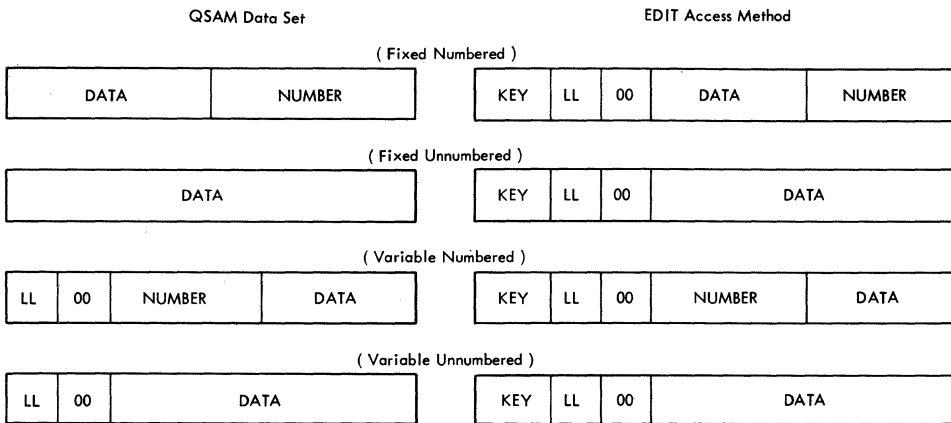 QSAM Data Set EDIT Access Method
( Fixed Numbered )
DATA NUMBER KEY LL 00 DATA NUMBER
( Fixed Unnumbered )
DATA KEY LL 00 DATA
( Variable Numbered )
LL 00 NUMBER DATA KEY LL 00 NUMBER DATA
( Variable Unnumbered )
LL 00 DATA KEY LL 00 DATA